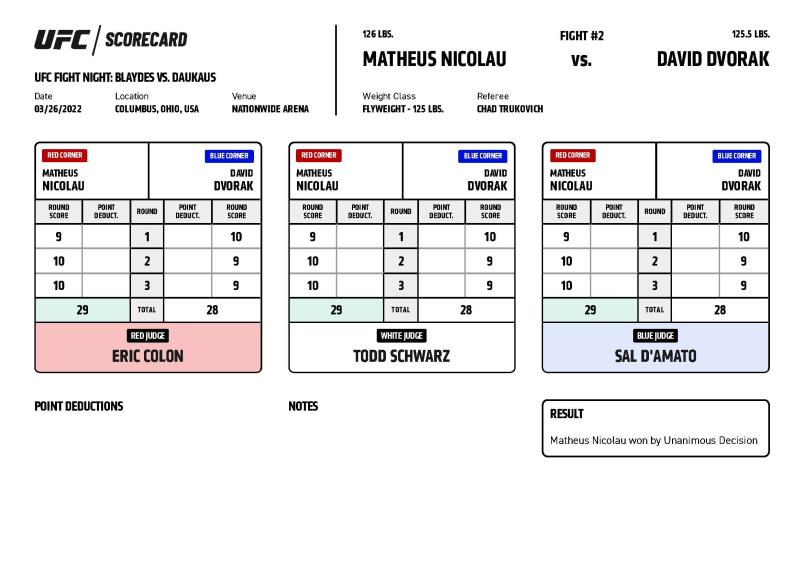 UFC SCORECARD
UFC FIGHT NIGHT: BLAYDES VS. DAUKAUS
Date Location Venue
03/26/2022 COLUMBUS, OHIO, USA NATIONWIDE ARENA
126 LBS. FIGHT #2 125.5 LBS.
MATHEUS NICOLAU VS. DAVID DVORAK
Weight Class Referee
FLYWEIGHT - 125 LBS. CHAD TRUKOVICH
RED CORNER BLUE CORNER
MATHEUS DAVID
NICOLAU DVORAK
ROUND POINT ROUND POINT ROUND
SCORE DEDUCT. DEDUCT. SCORE
9 1 10
10 2 9
10 3 9
29 TOTAL 28
RED JUDGE
ERIC COLON
RED CORNER BLUE CORNER
MATHEUS DAVID
NICOLAU DVORAK
ROUND POINT ROUND POINT ROUND
SCORE DEDUCT. DEDUCT. SCORE
9 1 10
10 2 9
10 3 9
29 TOTAL 28
WHITE JUDGE
TODD SCHWARZ
RED CORNER BLUE CORNER
MATHEUS DAVID
NICOLAU DVORAK
ROUND POINT ROUND POINT ROUND
SCORE DEDUCT. DEDUCT. SCORE
9 1 10
10 2 9
10 3 9
29 TOTAL 28
BLUE JUDGE
SAL D'AMATO
POINT DEDUCTIONS
NOTES
RESULT
Matheus Nicolau won by Unanimous Decision